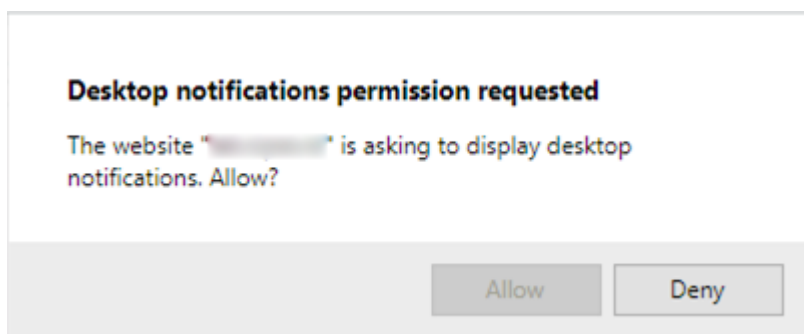 Desktop notifications permission requested
The website "" is asking to display desktop
notifications. Allow?
Allow
Deny